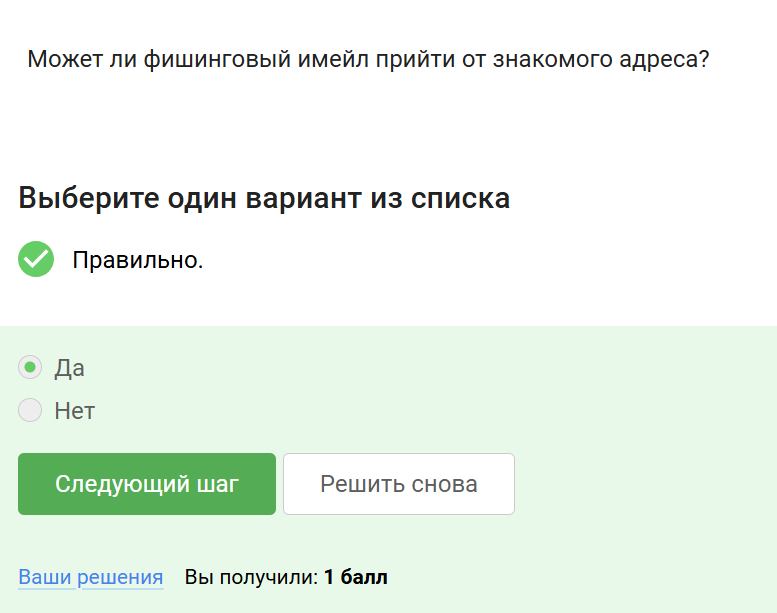 Может ли фишинговый имейл прийти от знакомого адреса?
Выберите один вариант из списка
Правильно.
Да
Нет
Следующий шаг
Решить снова
Ваши решения Вы получили: 1 балл